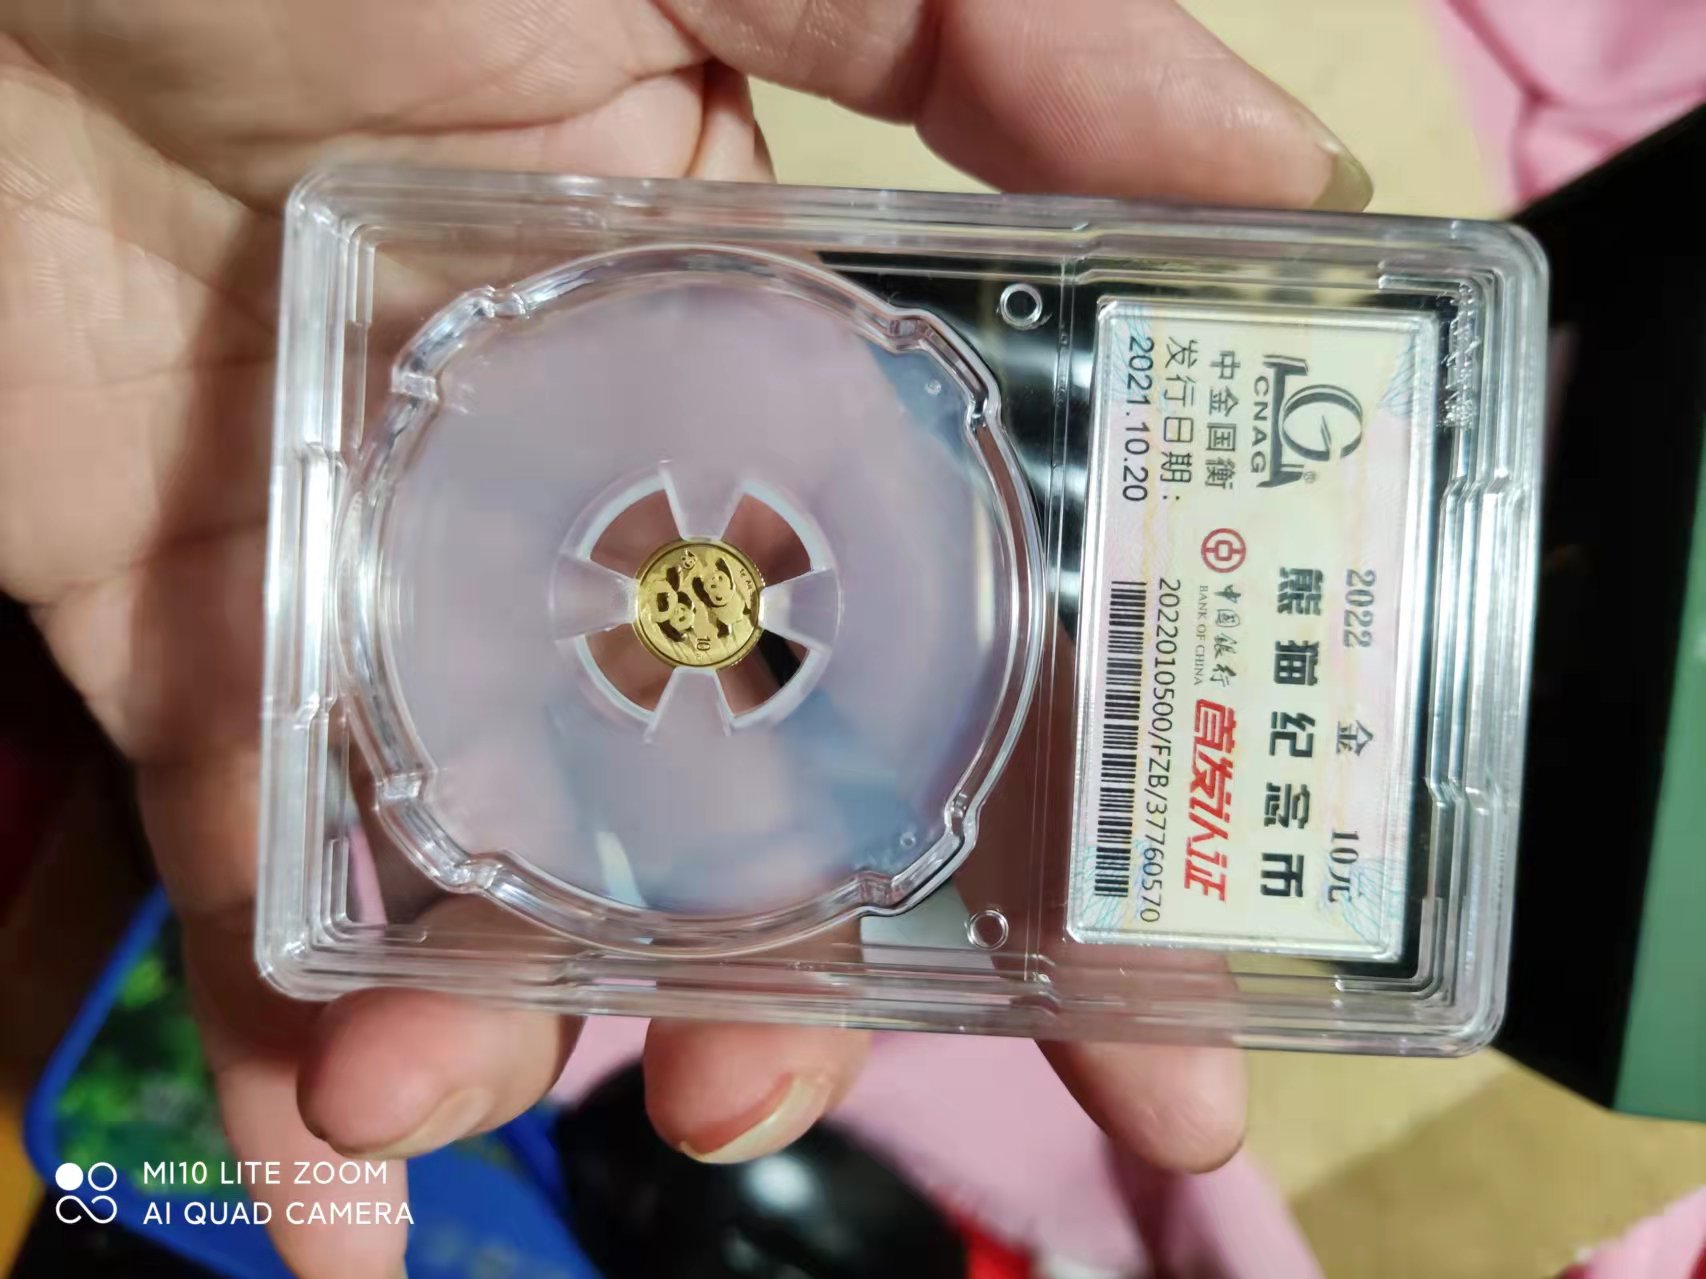 2022 金 10元
熊猫纪念币
CNAG
®
中金国衡
中国银行
BANK OF CHINA
首发认证
发行日期：
2021.10.20
2022010500/FZB/37760570
10
MI10 LITE ZOOM
AI QUAD CAMERA